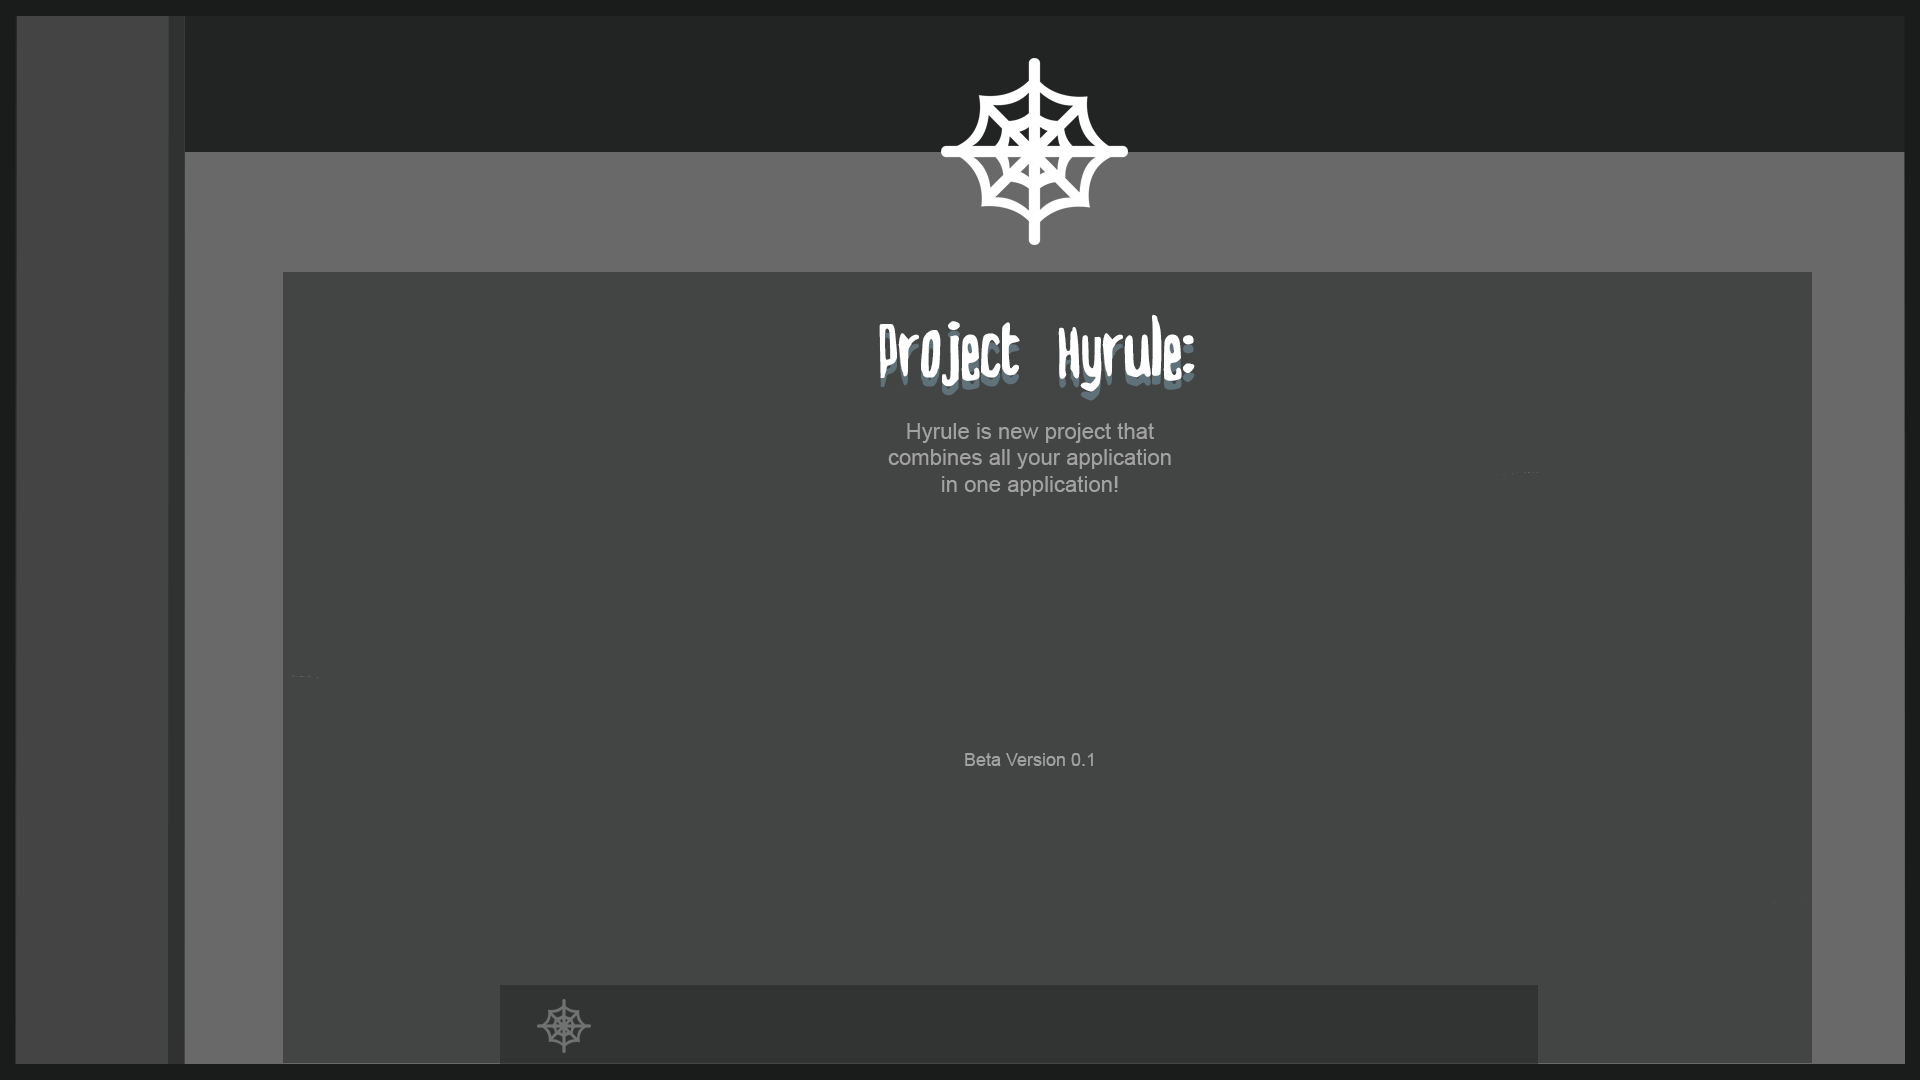 Project Hyrule:
Hyrule is new project that
combines all your application
in one application!
Beta Version 0.1